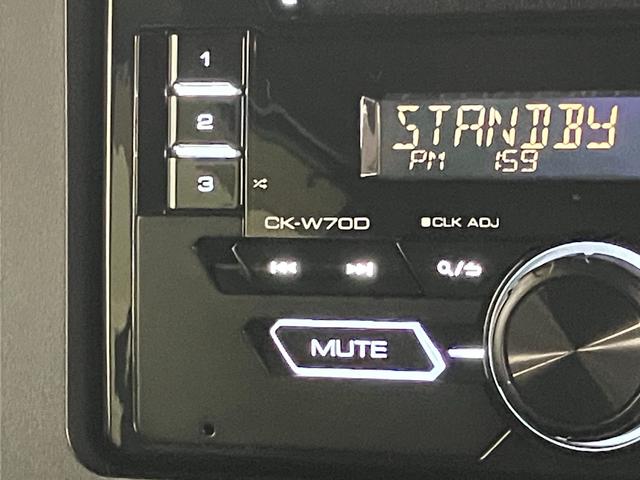 1
2
3
STANDBY
PM 1:59
CK-W70D
CLK ADJ
MUTE